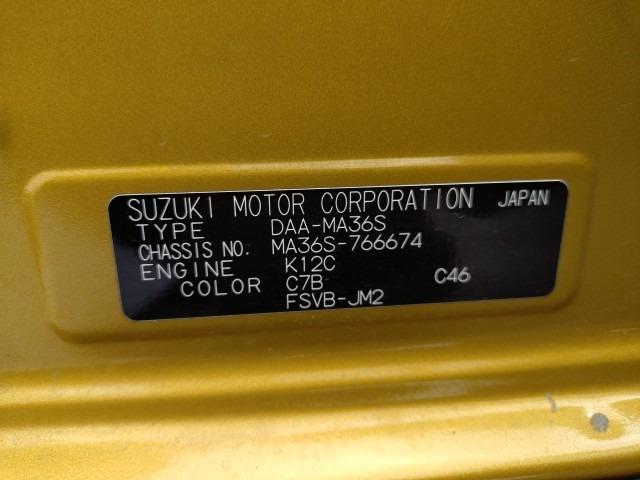 SUZUKI MOTOR CORPORATION JAPAN
TYPE DAA-MA36S
CHASSIS NO. MA36S-766674
ENGINE K12C
COLOR C7B C46
FSVB-JM2